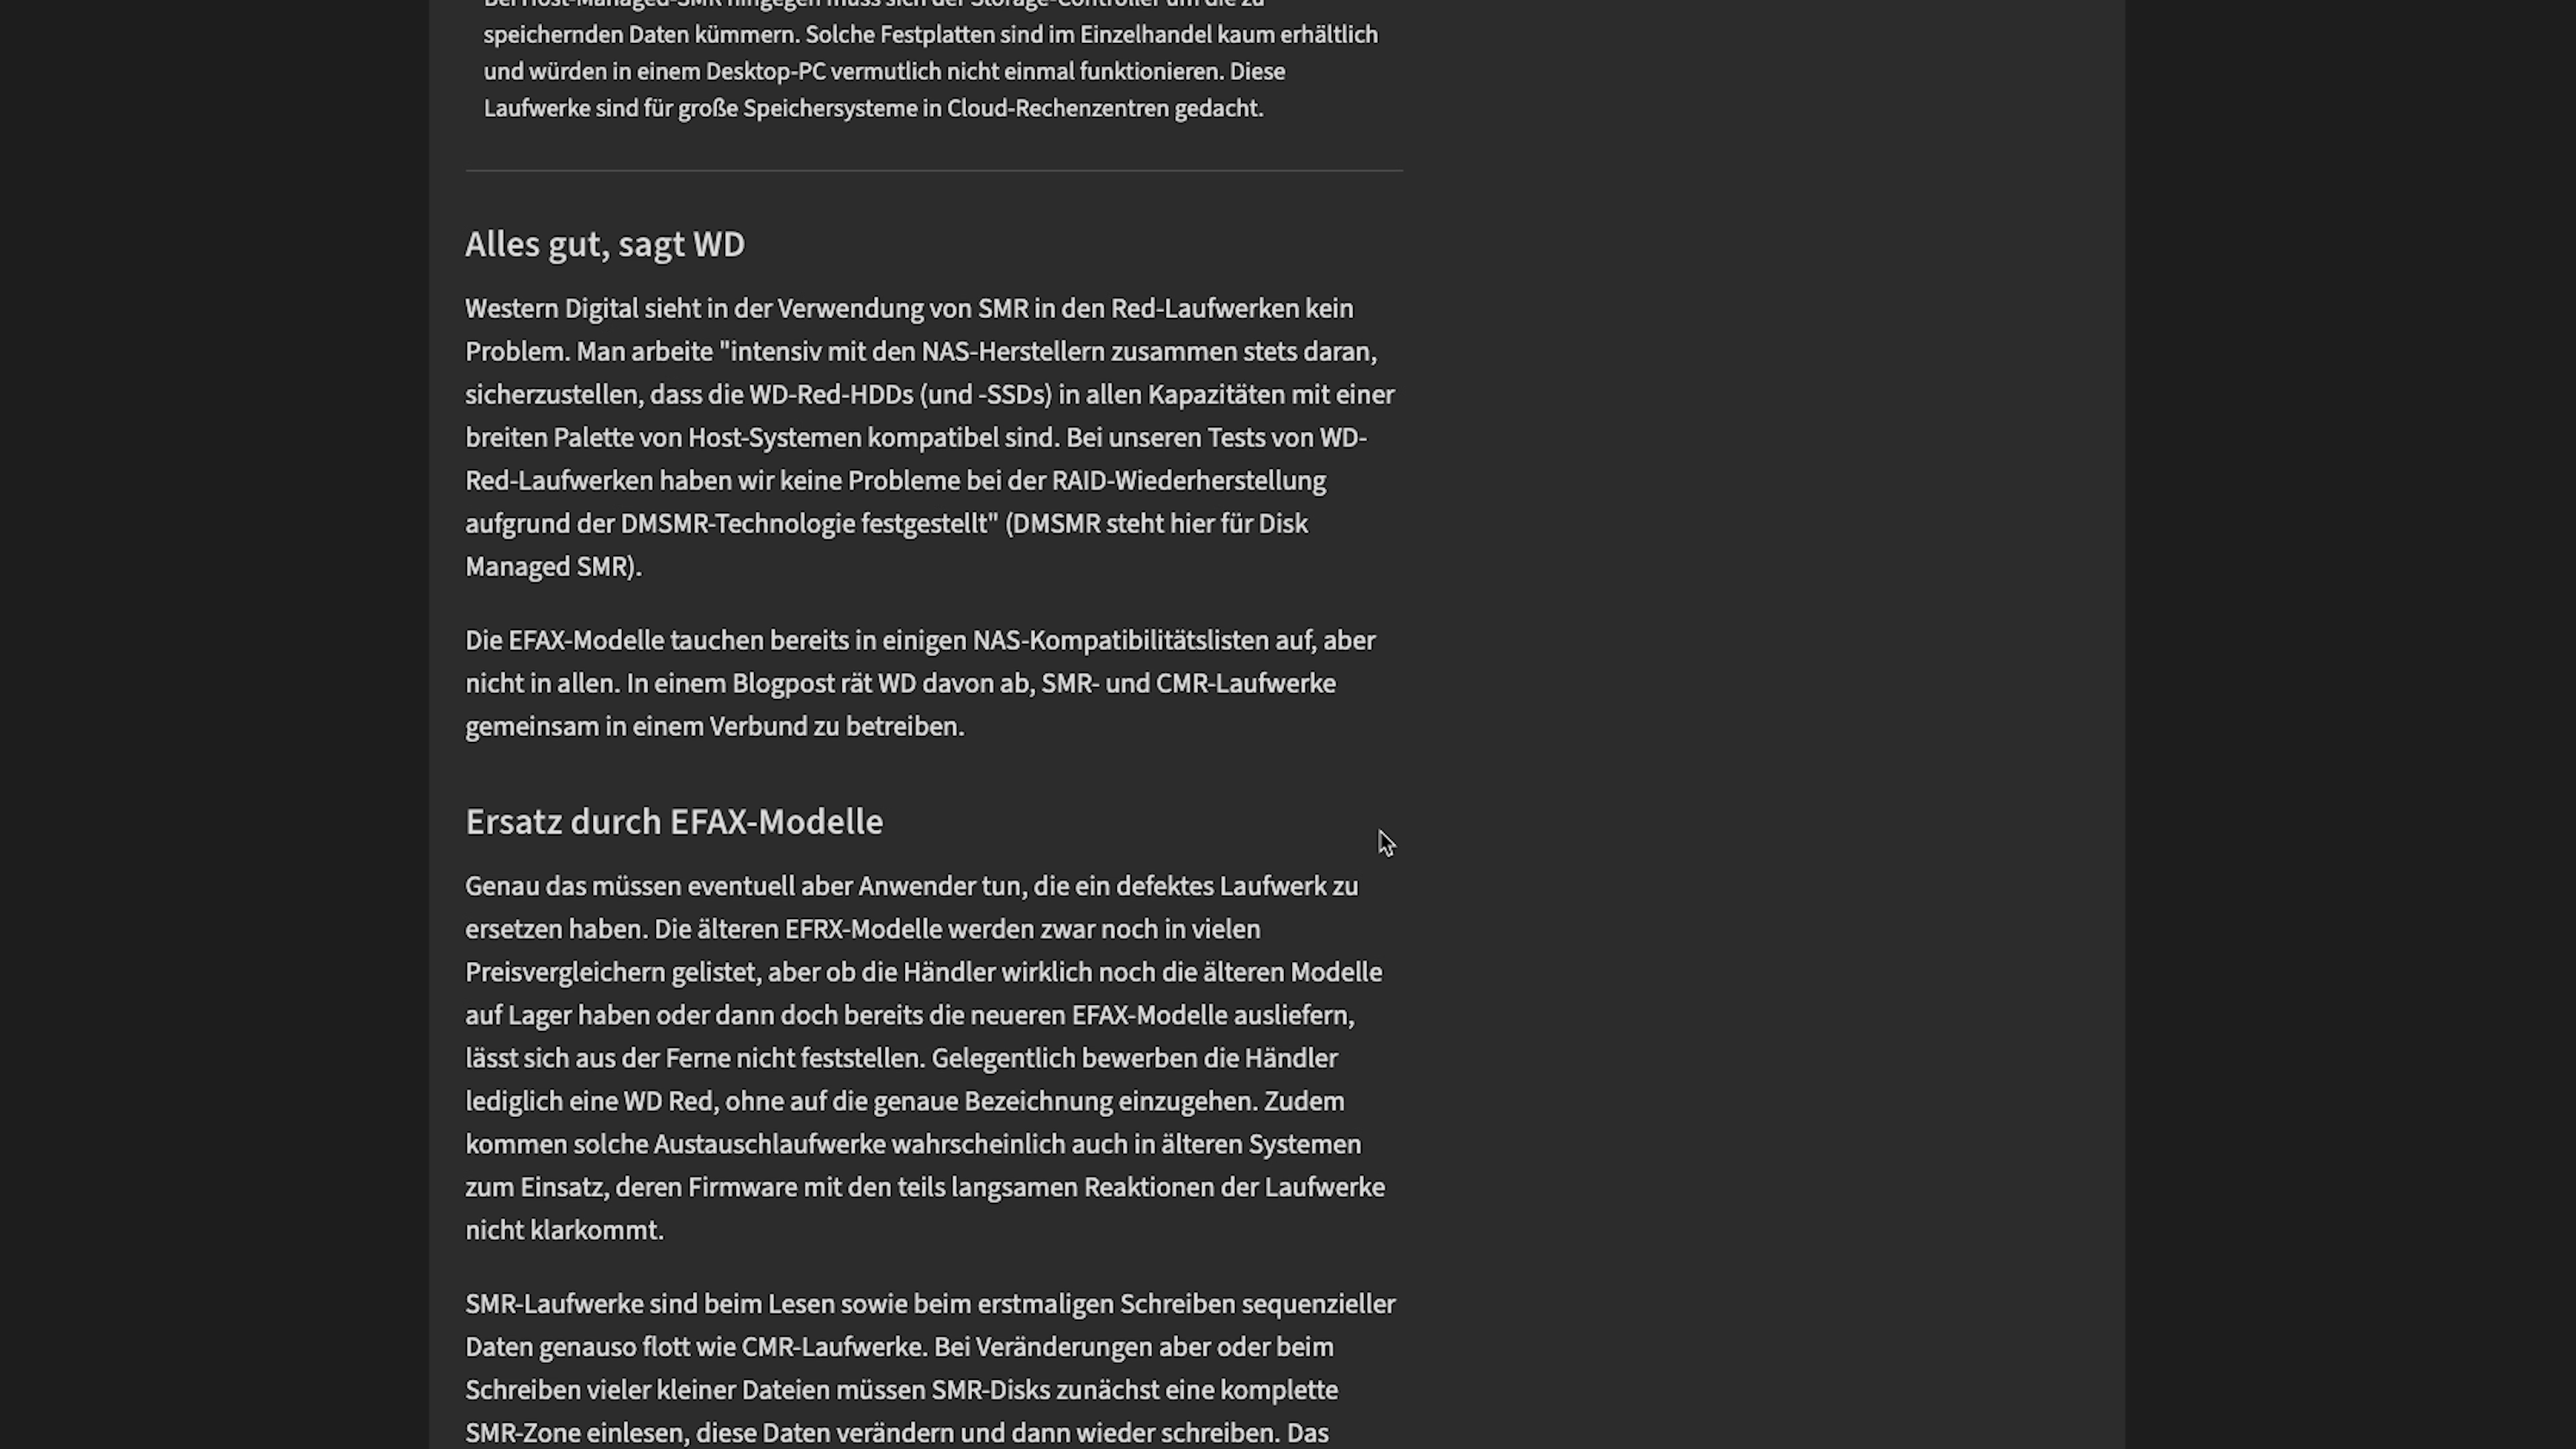 Bei Host-Managed-SMR hingegen muss sich der Storage-Controller um die zu
speichernden Daten kümmern. Solche Festplatten sind im Einzelhandel kaum erhältlich
und würden in einem Desktop-PC vermutlich nicht einmal funktionieren. Diese
Laufwerke sind für große Speichersysteme in Cloud-Rechenzentren gedacht.
Alles gut, sagt WD
Western Digital sieht in der Verwendung von SMR in den Red-Laufwerken kein
Problem. Man arbeite "intensiv mit den NAS-Herstellern zusammen stets daran,
sicherzustellen, dass die WD-Red-HDDs (und -SSDs) in allen Kapazitäten mit einer
breiten Palette von Host-Systemen kompatibel sind. Bei unseren Tests von WD-
Red-Laufwerken haben wir keine Probleme bei der RAID-Wiederherstellung
aufgrund der DMSMR-Technologie festgestellt" (DMSMR steht hier für Disk
Managed SMR).
Die EFAX-Modelle tauchen bereits in einigen NAS-Kompatibilitätslisten auf, aber
nicht in allen. In einem Blogpost rät WD davon ab, SMR- und CMR-Laufwerke
gemeinsam in einem Verbund zu betreiben.
Ersatz durch EFAX-Modelle
Genau das müssen eventuell aber Anwender tun, die ein defektes Laufwerk zu
ersetzen haben. Die älteren EFRX-Modelle werden zwar noch in vielen
Preisvergleichern gelistet, aber ob die Händler wirklich noch die älteren Modelle
auf Lager haben oder dann doch bereits die neueren EFAX-Modelle ausliefern,
lässt sich aus der Ferne nicht feststellen. Gelegentlich bewerben die Händler
lediglich eine WD Red, ohne auf die genaue Bezeichnung einzugehen. Zudem
kommen solche Austauschlaufwerke wahrscheinlich auch in älteren Systemen
zum Einsatz, deren Firmware mit den teils langsamen Reaktionen der Laufwerke
nicht klarkommt.
SMR-Laufwerke sind beim Lesen sowie beim erstmaligen Schreiben sequenzieller
Daten genauso flott wie CMR-Laufwerke. Bei Veränderungen aber oder beim
Schreiben vieler kleiner Dateien müssen SMR-Disks zunächst eine komplette
SMR-Zone einlesen, diese Daten verändern und dann wieder schreiben. Das